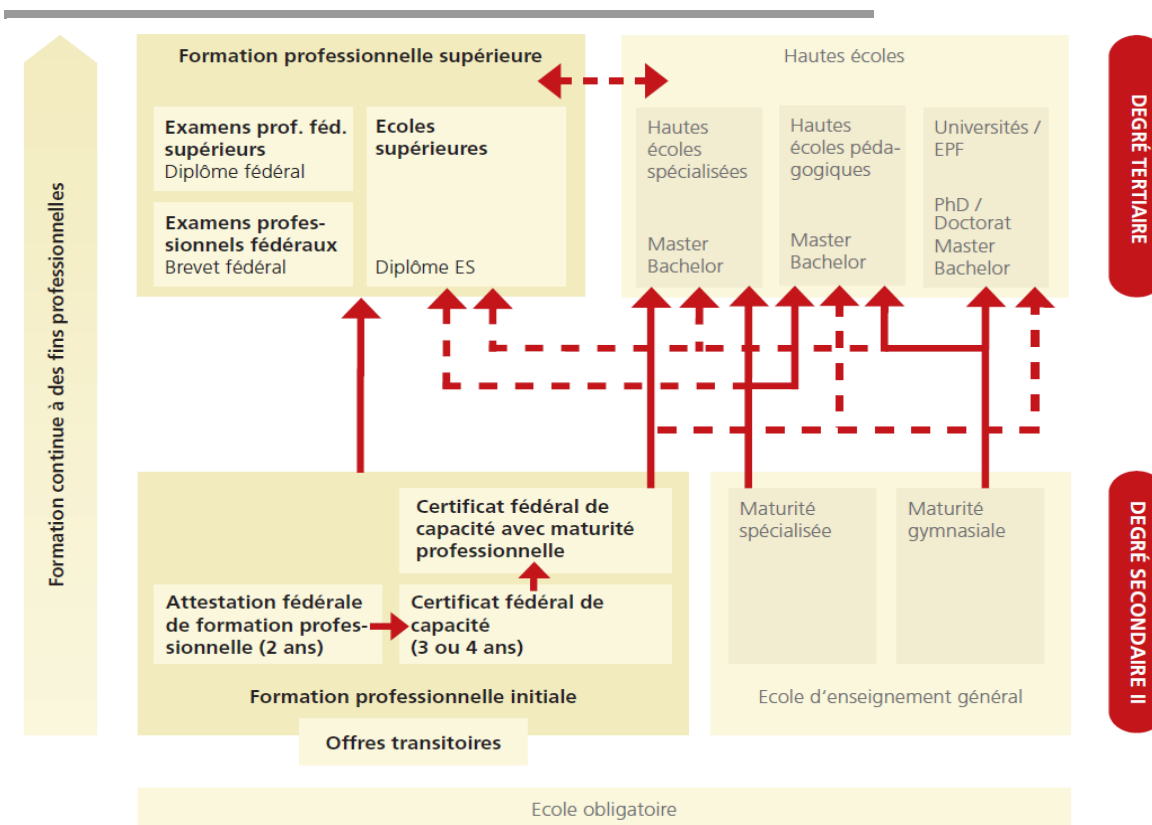 Formation professionnelle supérieure
Hautes écoles
Examens prof. féd.
supérieurs
Diplôme fédéral
Examens profes-
sionnels fédéraux
Brevet fédéral
Ecoles
supérieures
Diplôme ES
Hautes
écoles
spécialisées
Master
Bachelor
Hautes
écoles péda-
gogiques
Master
Bachelor
Universités /
EPF
PhD /
Doctorat
Master
Bachelor
DEGRÉ TERTIAIRE
Formation continue à des fins professionnelles
Certificat fédéral de
capacité avec maturité
professionnelle
Attestation fédérale
de formation profes-
sionnelle (2 ans)
Certificat fédéral de
capacité
(3 ou 4 ans)
Formation professionnelle initiale
Maturité
spécialisée
Maturité
gymnasiale
Ecole d'enseignement général
DEGRÉ SECONDAIRE II
Offres transitoires
Ecole obligatoire